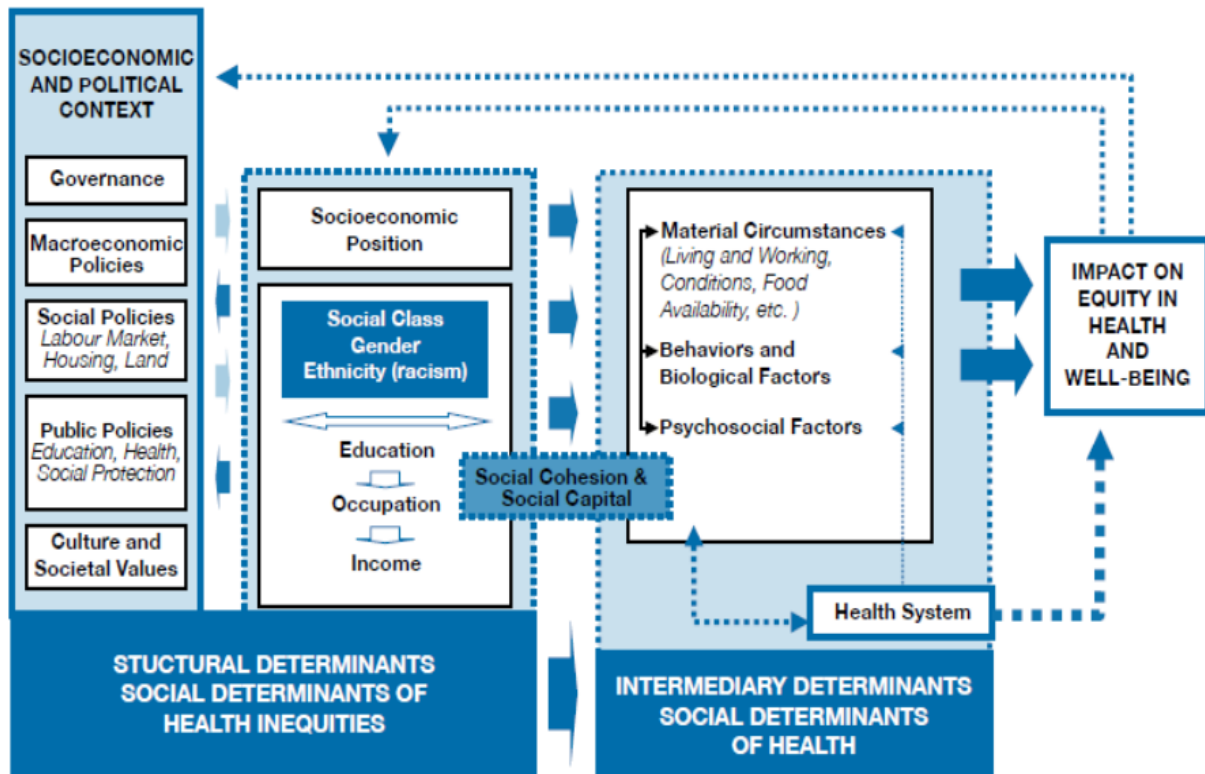 SOCIOECONOMIC
AND POLITICAL
CONTEXT
Governance
Macroeconomic
Policies
Social Policies
Labour Market,
Housing, Land
Public Policies
Education, Health,
Social Protection
Culture and
Societal Values
Socioeconomic
Position
Social Class
Gender
Ethnicity (racism)
Education
Occupation
Income
Social Cohesion &
Social Capital
Material Circumstances
(Living and Working,
Conditions, Food
Availability, etc. )
Behaviors and
Biological Factors
Psychosocial Factors
Health System
IMPACT ON
EQUITY IN
HEALTH
AND
WELL-BEING
STUCTURAL DETERMINANTS
SOCIAL DETERMINANTS OF
HEALTH INEQUITIES
INTERMEDIARY DETERMINANTS
SOCIAL DETERMINANTS
OF HEALTH